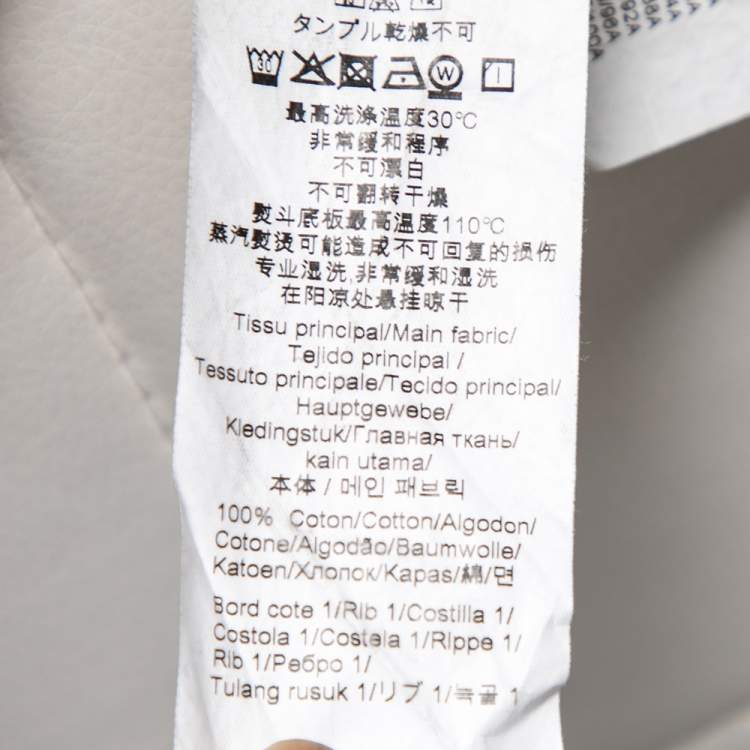 タンブル乾燥不可
最高洗涤温度30℃
非常缓和程序
不可漂白
不可翻转干燥
熨斗底板最高温度110℃
蒸汽熨烫可能造成不可回复的损伤
专业湿洗,非常缓和湿洗
在阳凉处悬挂晾干
Tissu principal/Main fabric/
Tejido principal /
Tessuto principale/Tecido principal/
Hauptgewebe/
Kledingstuk/Главная ткань/
kain utama/
本体 / 메인 패브릭
100% Coton/Cotton/Algodon/
Cotone/Algodão/Baumwolle/
Katoen/Хлопок/Kapas/綿/면
Bord cote 1/Rib 1/Costilla 1/
Costola 1/Costela 1/Rippe 1/
Rib 1/Ребро 1/
Tulang rusuk 1/リブ 1/늑골 1